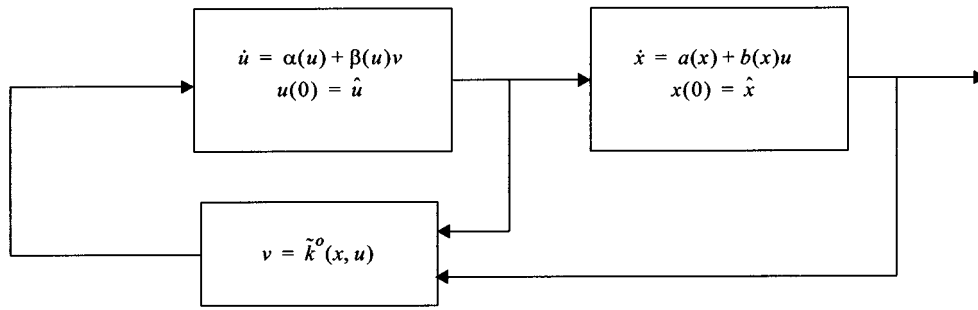 u̇ = α(u) + β(u)v
u(0) = û
ẋ = a(x) + b(x)u
x(0) = x̂
v = k̃ᵒ(x, u)